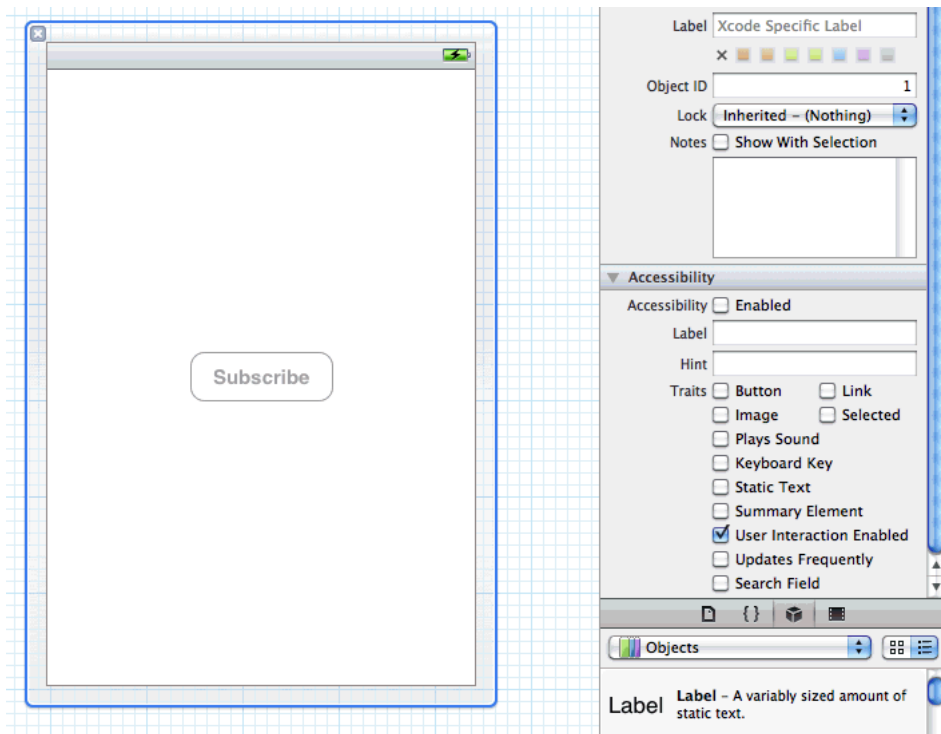 Subscribe
Label Xcode Specific Label
Object ID 1
Lock Inherited – (Nothing)
Notes Show With Selection
Accessibility
Accessibility Enabled
Label
Hint
Traits Button Link
Image Selected
Plays Sound
Keyboard Key
Static Text
Summary Element
User Interaction Enabled
Updates Frequently
Search Field
{}
Objects
Label Label – A variably sized amount of
static text.